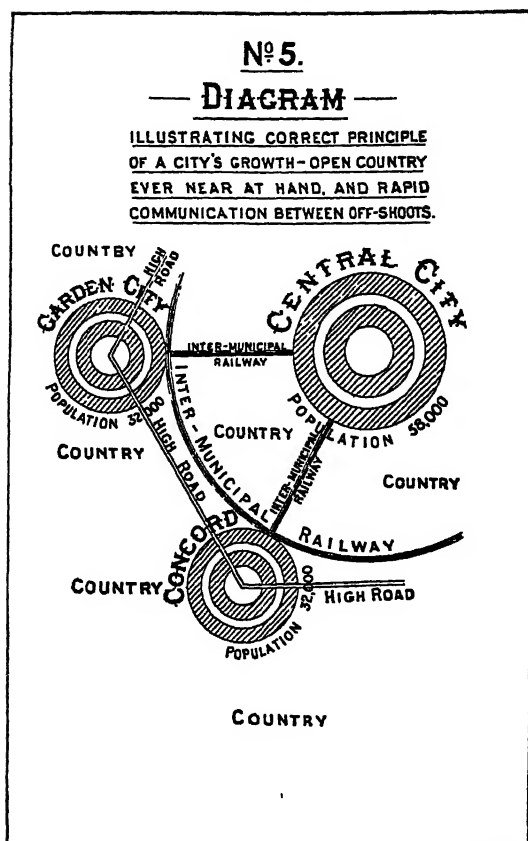 Nº 5.
— DIAGRAM —
ILLUSTRATING CORRECT PRINCIPLE
OF A CITY'S GROWTH – OPEN COUNTRY
EVER NEAR AT HAND, AND RAPID
COMMUNICATION BETWEEN OFF-SHOOTS.
COUNTRY
HIGH
ROAD
GARDEN CITY
POPULATION 32,000
CENTRAL CITY
POPULATION 58,000
INTER-MUNICIPAL
RAILWAY
INTER-MUNICIPAL RAILWAY
COUNTRY
INTER-MUNICIPAL
RAILWAY
COUNTRY
HIGH ROAD
COUNTRY
CONCORD
POPULATION 32,000
COUNTRY
HIGH ROAD
COUNTRY